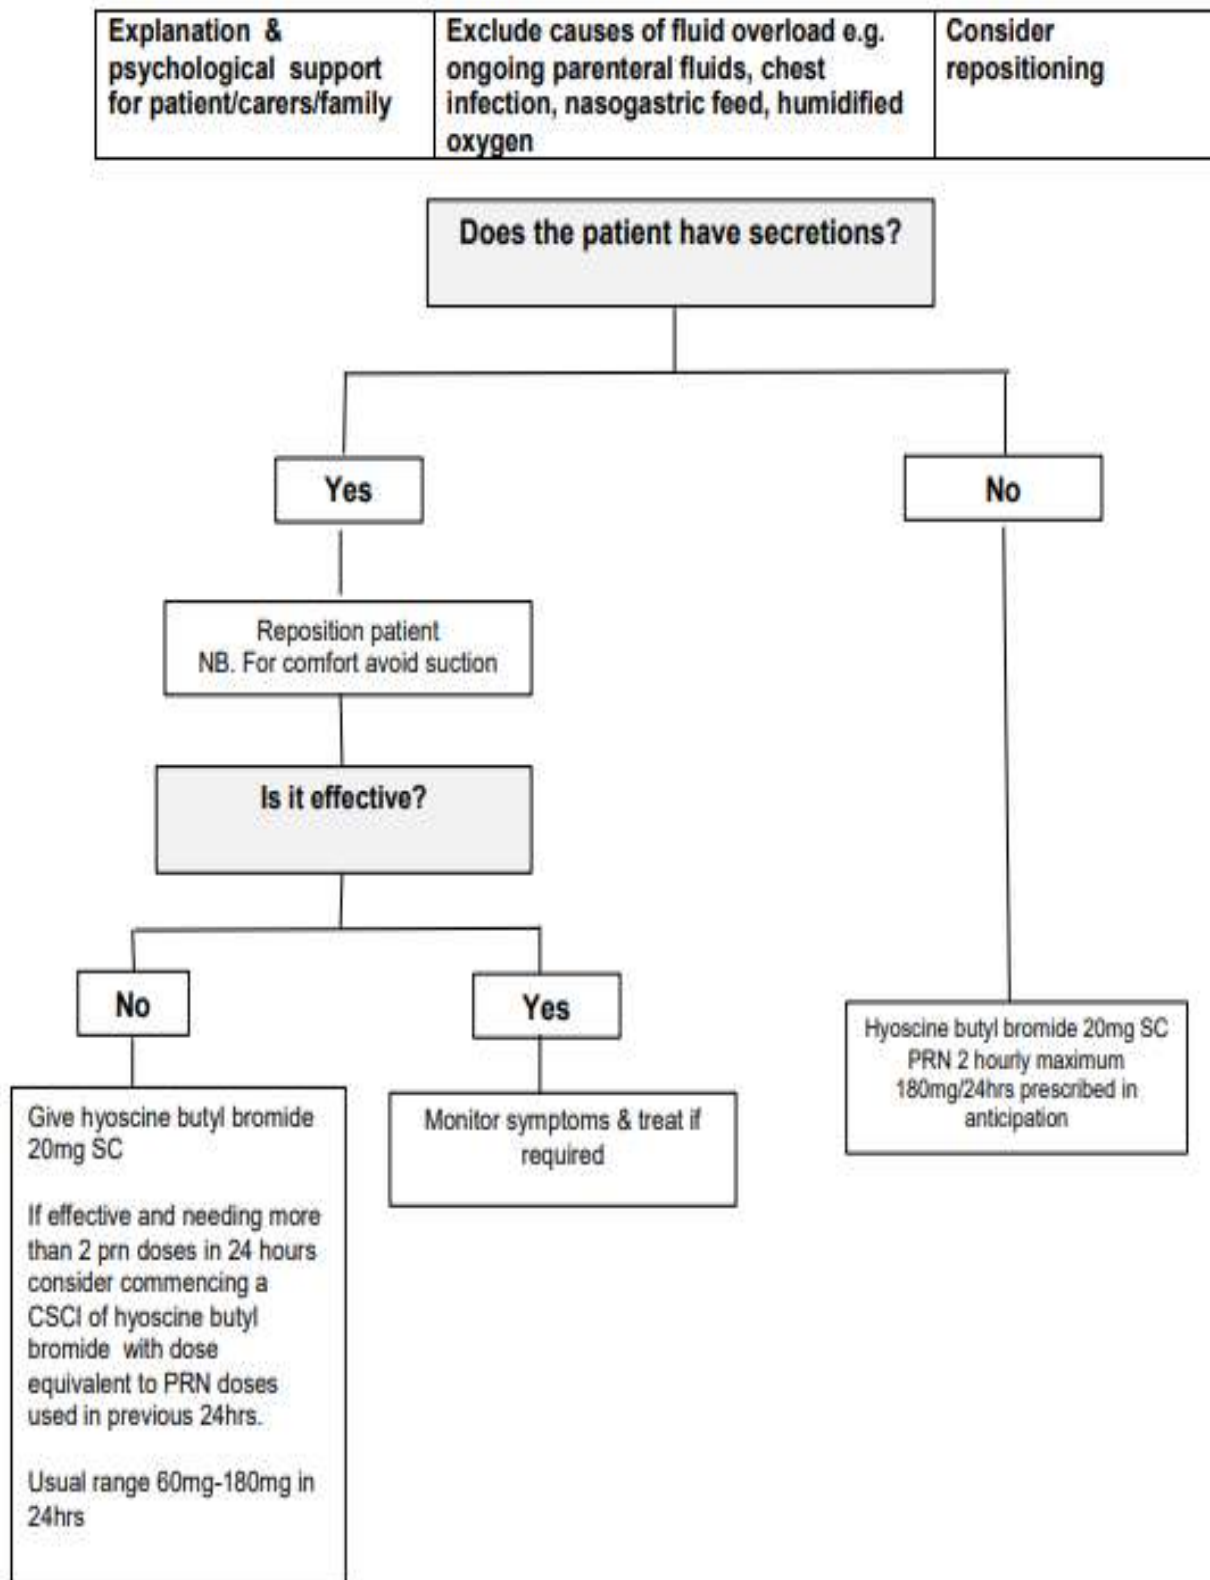 Explanation &
psychological support
for patient/carers/family
Exclude causes of fluid overload e.g.
ongoing parenteral fluids, chest
infection, nasogastric feed, humidified
oxygen
Consider
repositioning
Does the patient have secretions?
Yes
No
Reposition patient
NB. For comfort avoid suction
Is it effective?
No
Yes
Give hyoscine butyl bromide
20mg SC
If effective and needing more
than 2 prn doses in 24 hours
consider commencing a
CSCI of hyoscine butyl
bromide with dose
equivalent to PRN doses
used in previous 24hrs.
Usual range 60mg-180mg in
24hrs
Monitor symptoms & treat if
required
Hyoscine butyl bromide 20mg SC
PRN 2 hourly maximum
180mg/24hrs prescribed in
anticipation